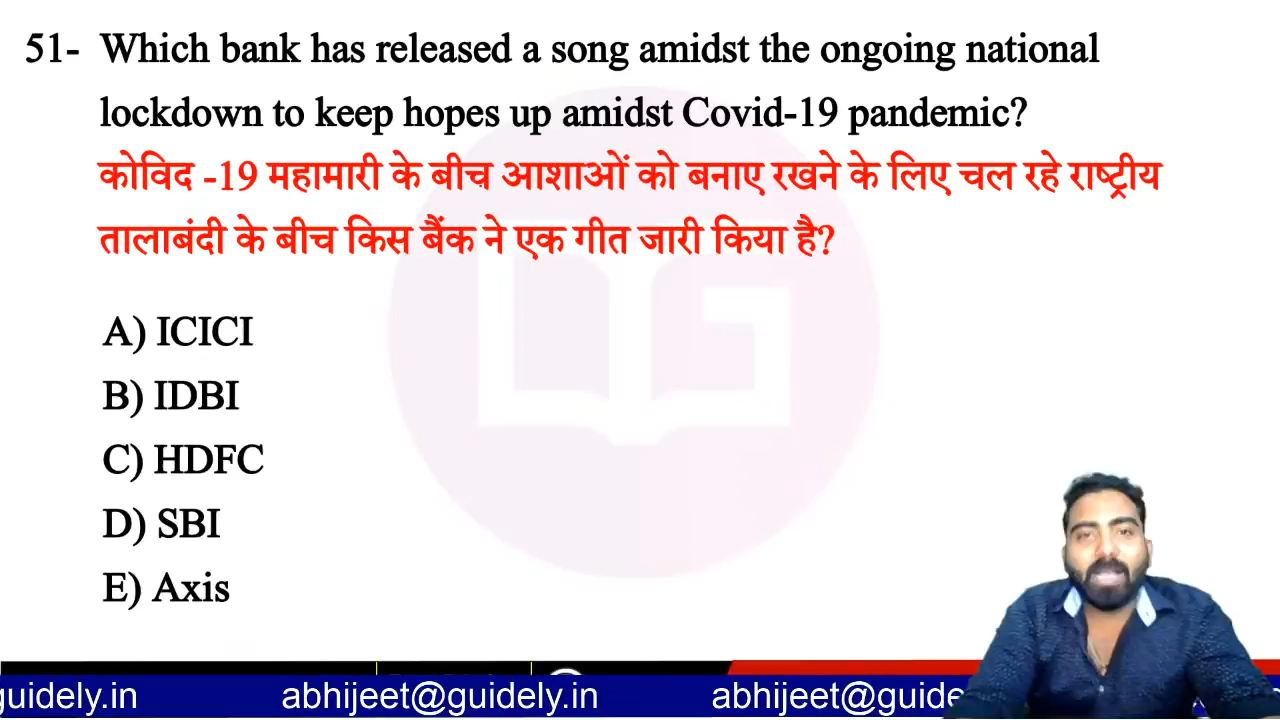 51- Which bank has released a song amidst the ongoing national
lockdown to keep hopes up amidst Covid-19 pandemic?
कोविद -19 महामारी के बीच आशाओं को बनाए रखने के लिए चल रहे राष्ट्रीय
तालाबंदी के बीच किस बैंक ने एक गीत जारी किया है?
A) ICICI
B) IDBI
C) HDFC
D) SBI
E) Axis
guidely.in abhijeet@guidely.in abhijeet@guide